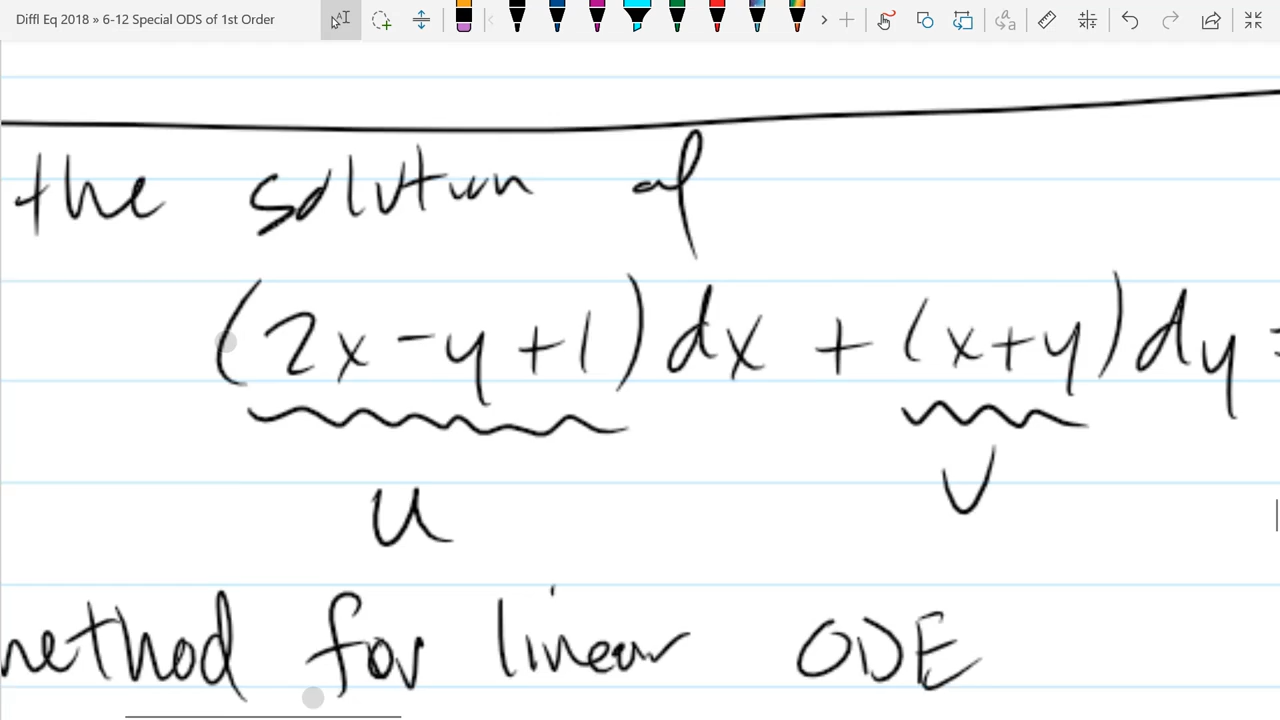 Diffl Eq 2018 » 6-12 Special ODS of 1st Order
the solution of
(2x-y+1)dx + (x+y)dy =
u v
method for linear ODE